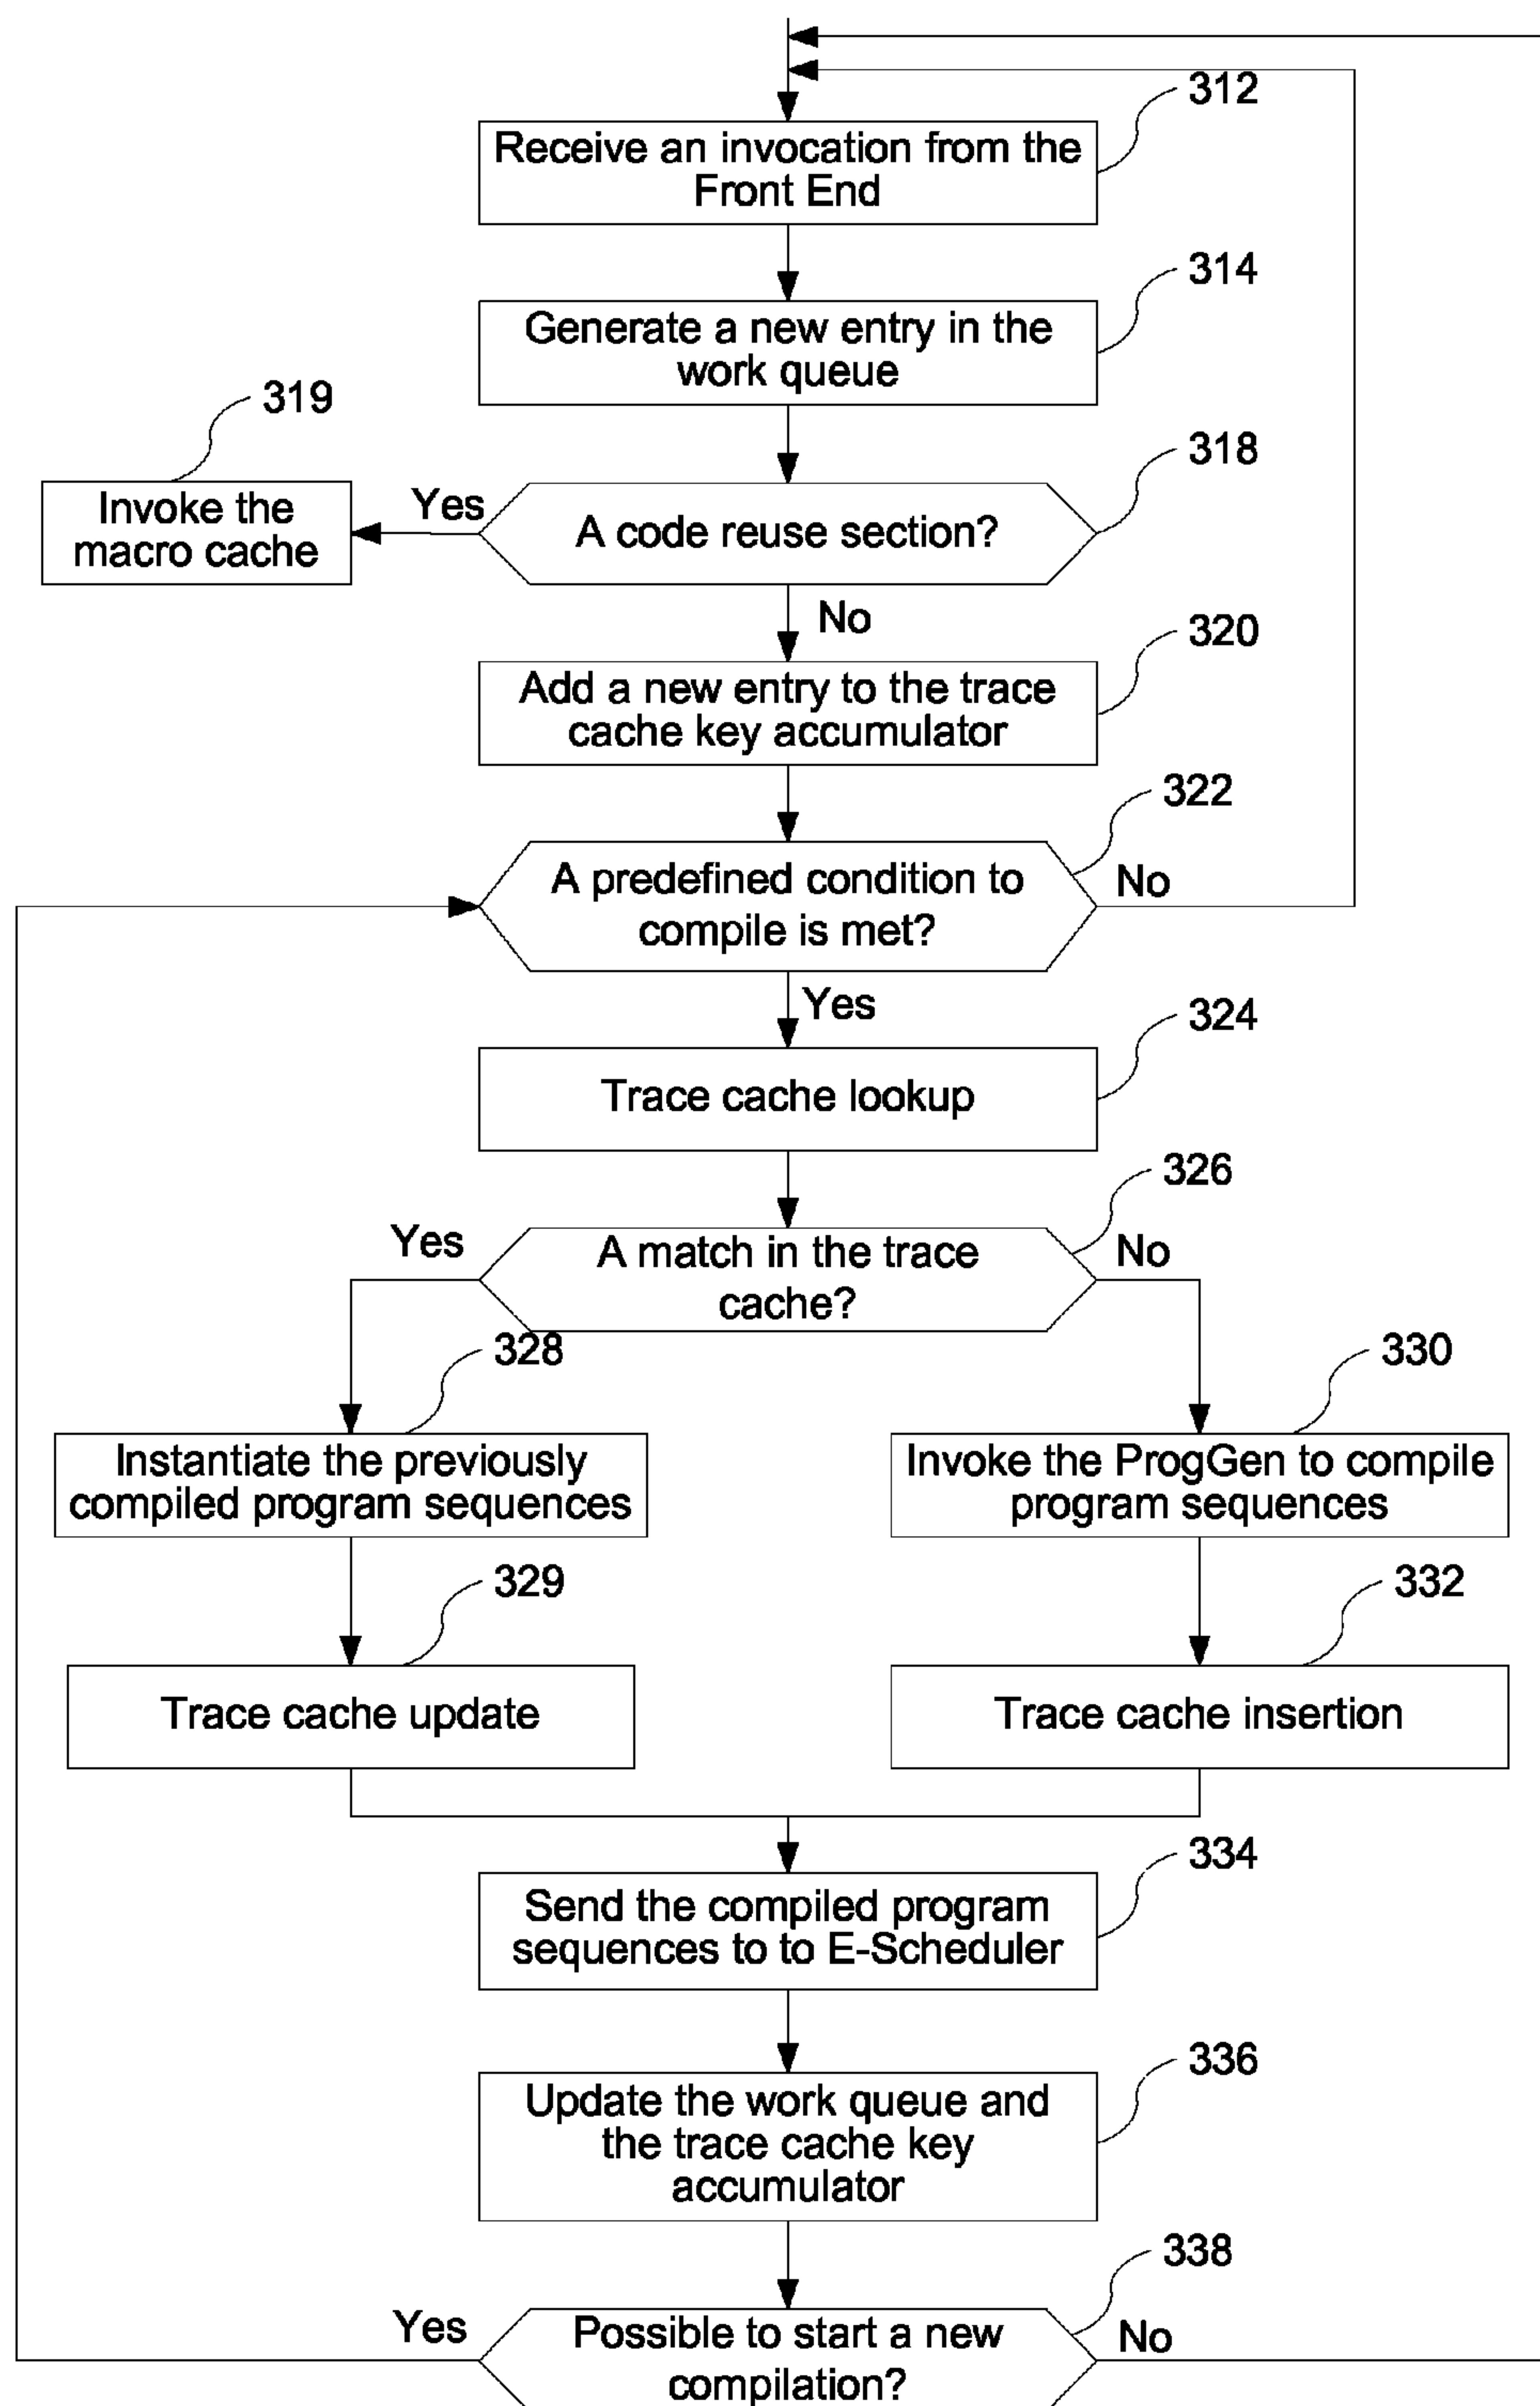 312
Receive an invocation from the
Front End
314
Generate a new entry in the
work queue
319
318
Invoke the
macro cache
Yes
A code reuse section?
No
320
Add a new entry to the trace
cache key accumulator
322
A predefined condition to
compile is met?
No
Yes
324
Trace cache lookup
326
Yes
A match in the trace
cache?
No
328
330
Instantiate the previously
compiled program sequences
Invoke the ProgGen to compile
program sequences
329
332
Trace cache update
Trace cache insertion
334
Send the compiled program
sequences to to E-Scheduler
336
Update the work queue and
the trace cache key
accumulator
338
Yes
Possible to start a new
compilation?
No